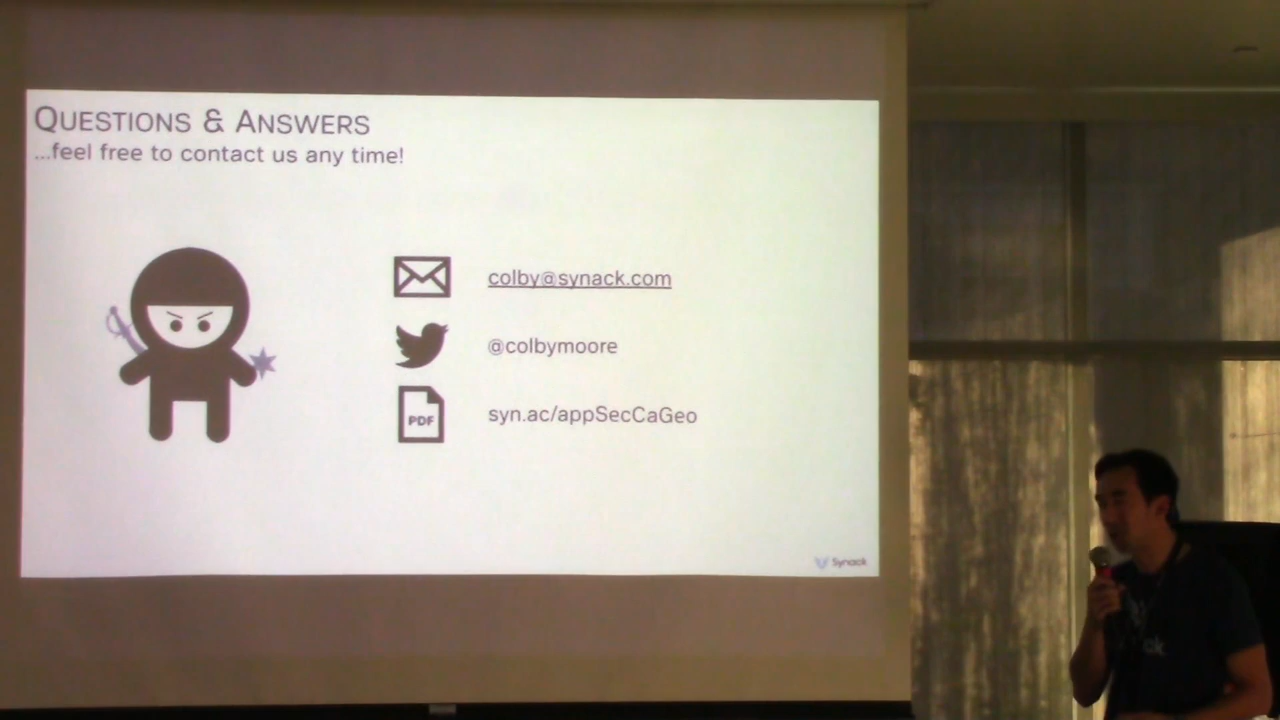 QUESTIONS & ANSWERS
...feel free to contact us any time!
colby@synack.com
@colbymoore
PDF
syn.ac/appSecCaGeo
Synack